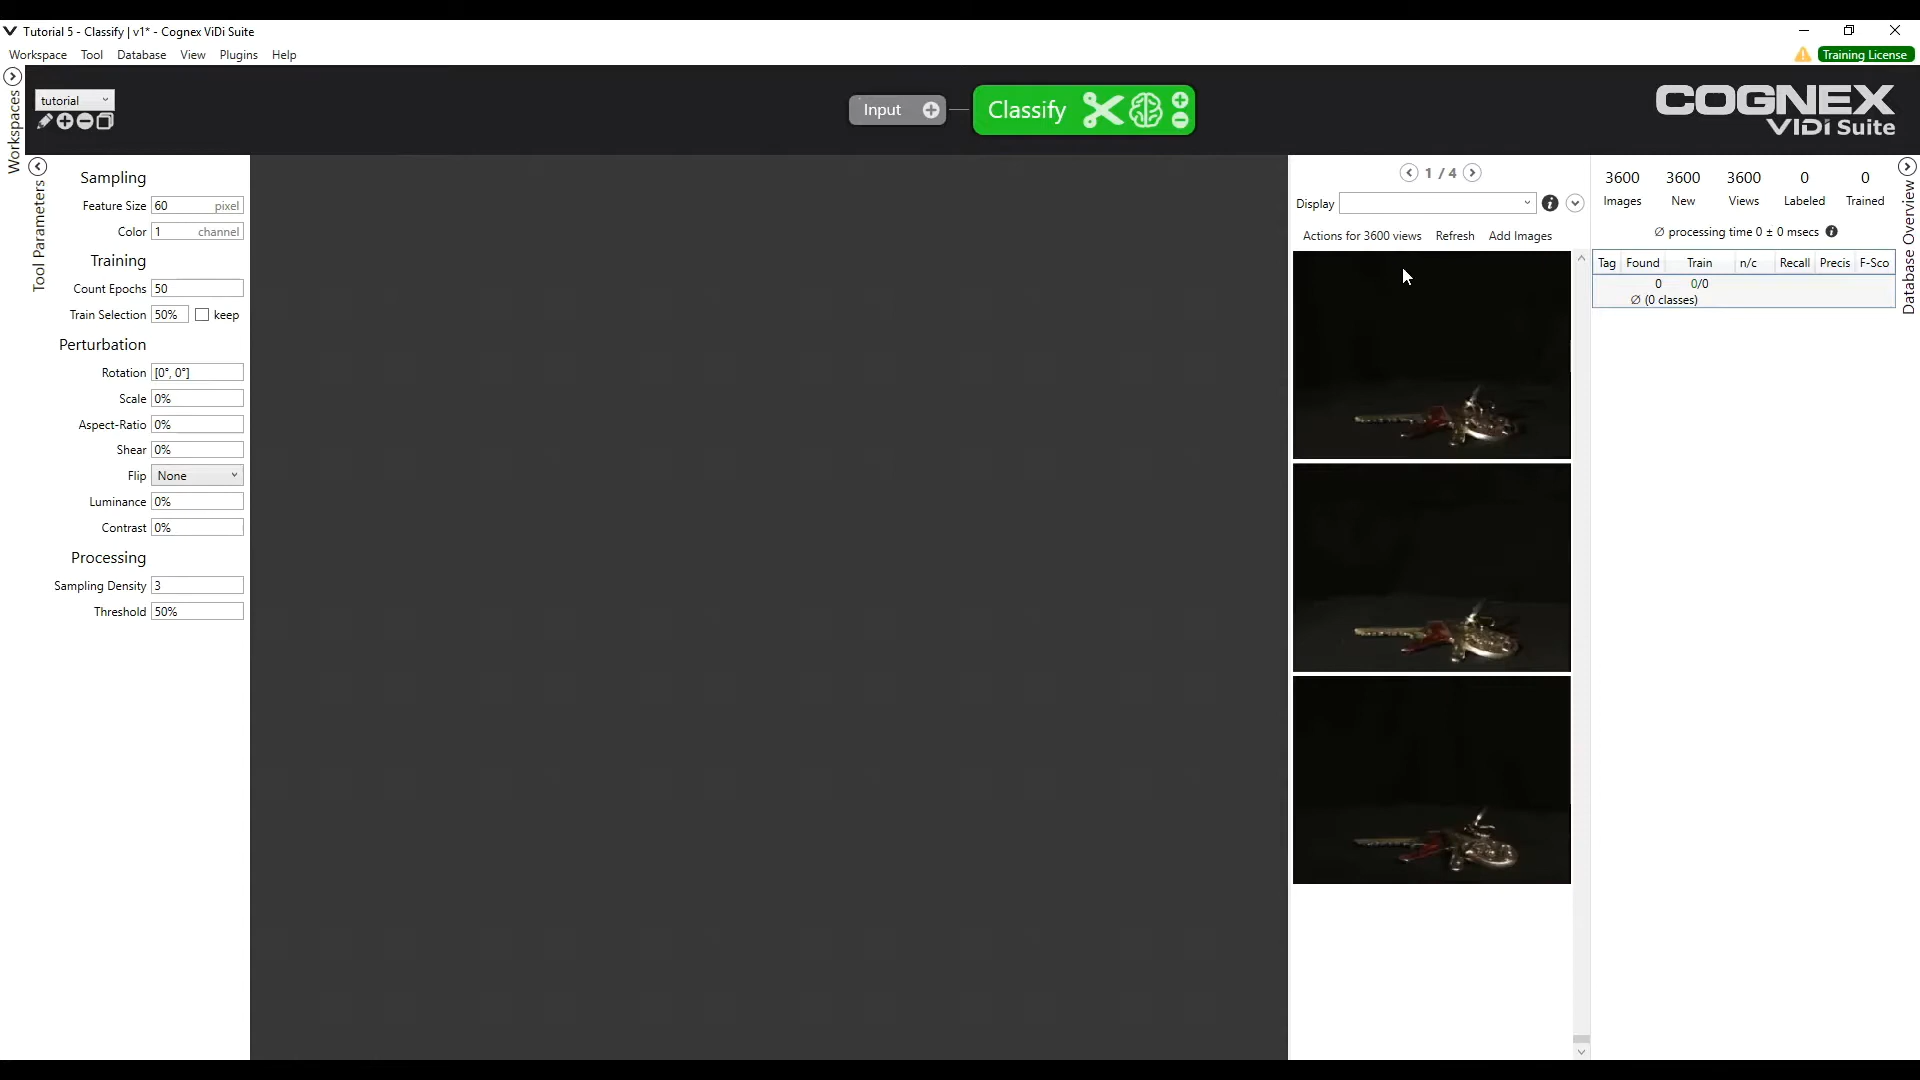 Tutorial 5 - Classify | v1* - Cognex ViDi Suite
Workspace Tool Database View Plugins Help
Training License
Workspaces
tutorial
Input
Classify
COGNEX
ViDi Suite
Tool Parameters
Sampling
Feature Size 60 pixel
Color 1 channel
Training
Count Epochs 50
Train Selection 50% keep
Perturbation
Rotation [0°, 0°]
Scale 0%
Aspect-Ratio 0%
Shear 0%
Flip None
Luminance 0%
Contrast 0%
Processing
Sampling Density 3
Threshold 50%
1 / 4
Display
Actions for 3600 views Refresh Add Images
3600 3600 3600 0 0
Images New Views Labeled Trained
∅ processing time 0 ± 0 msecs
Tag Found Train n/c Recall Precis F-Sco
0 0/0
∅ (0 classes)
Database Overview